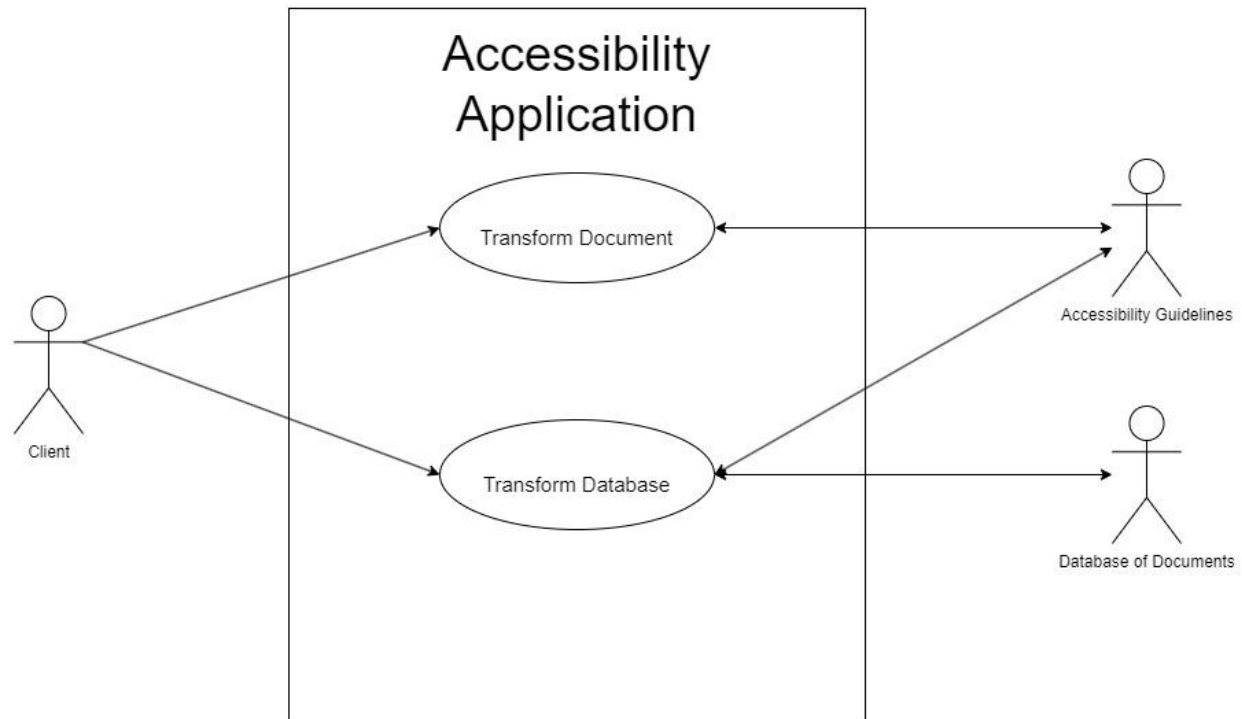 Accessibility
Application
Transform Document
Accessibility Guidelines
Client
Transform Database
Database of Documents